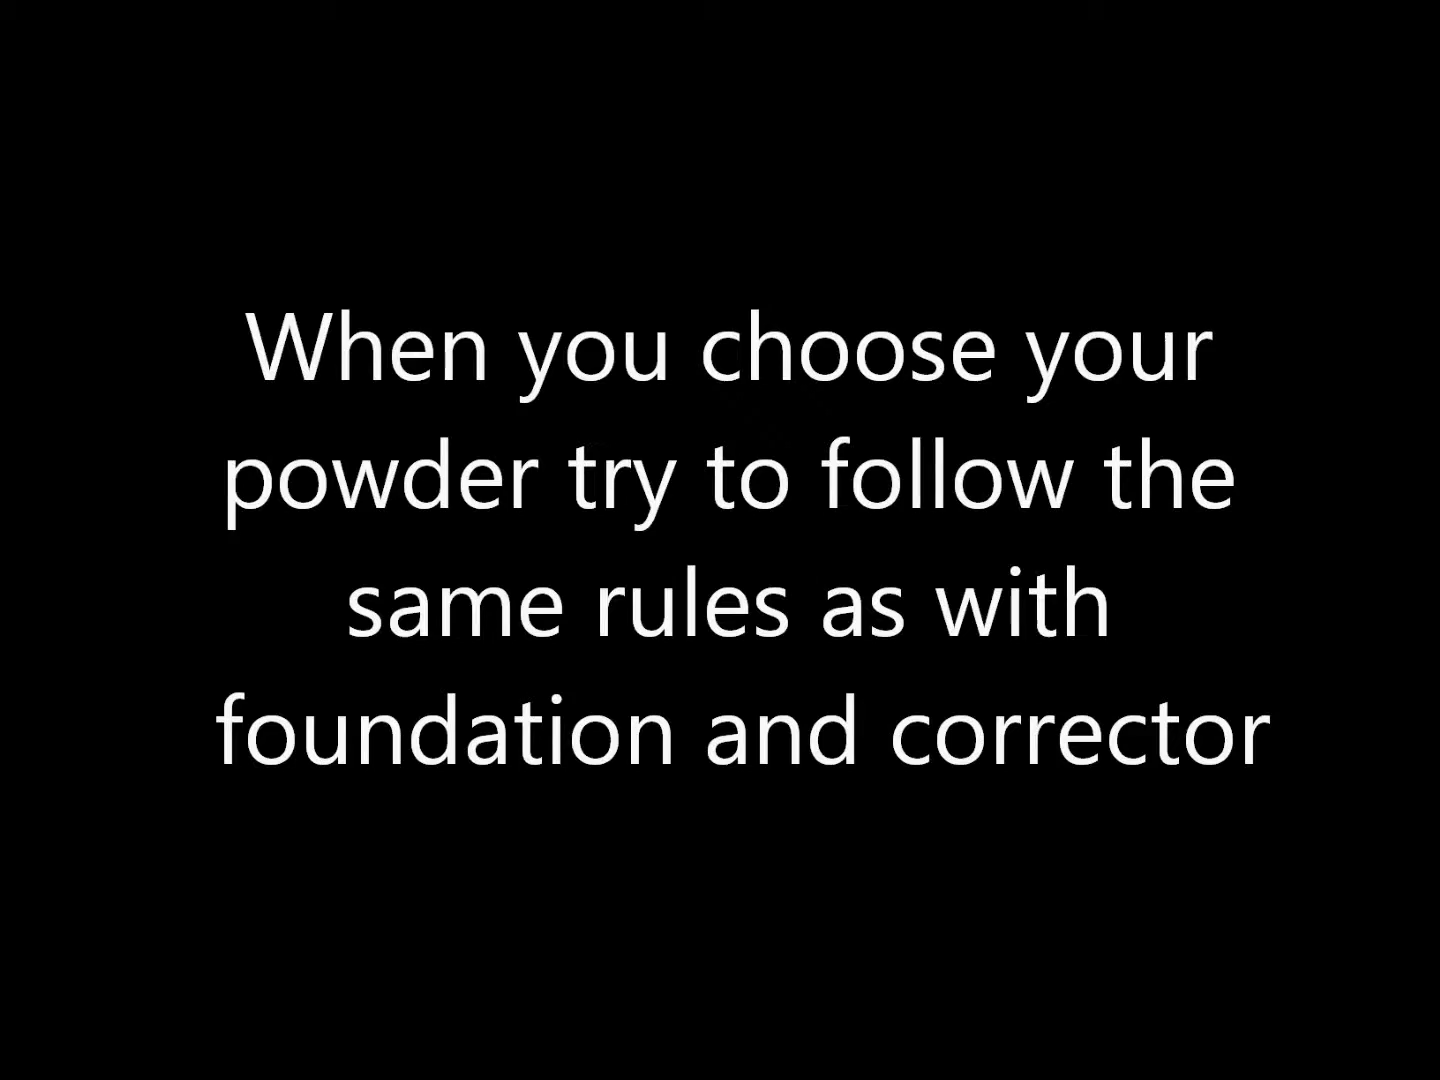 When you choose your
powder try to follow the
same rules as with
foundation and corrector